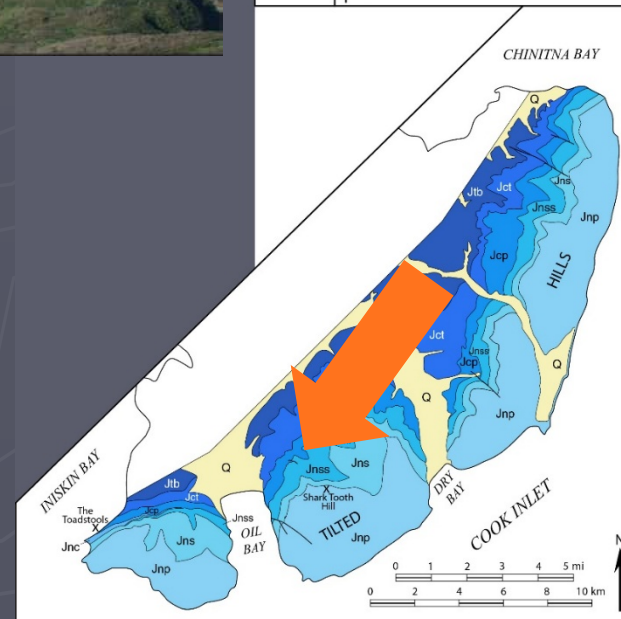 CHINITNA BAY
Q
Jtb
Jct
Jns
Jnss
Jnp
Jcp
HILLS
Jct
Jnss
Jcp
Q
Q
Jnp
INISKIN BAY
Q
Jtb
Jct
Jcp
The
Toadstools
X
Jnc
Jnss
Jns
Jnp
OIL
BAY
Jnss
Jns
X
Shark Tooth
Hill
TILTED
Jnp
DRY
BAY
COOK INLET
N
0 1 2 3 4 5 mi
0 2 4 6 8 10 km